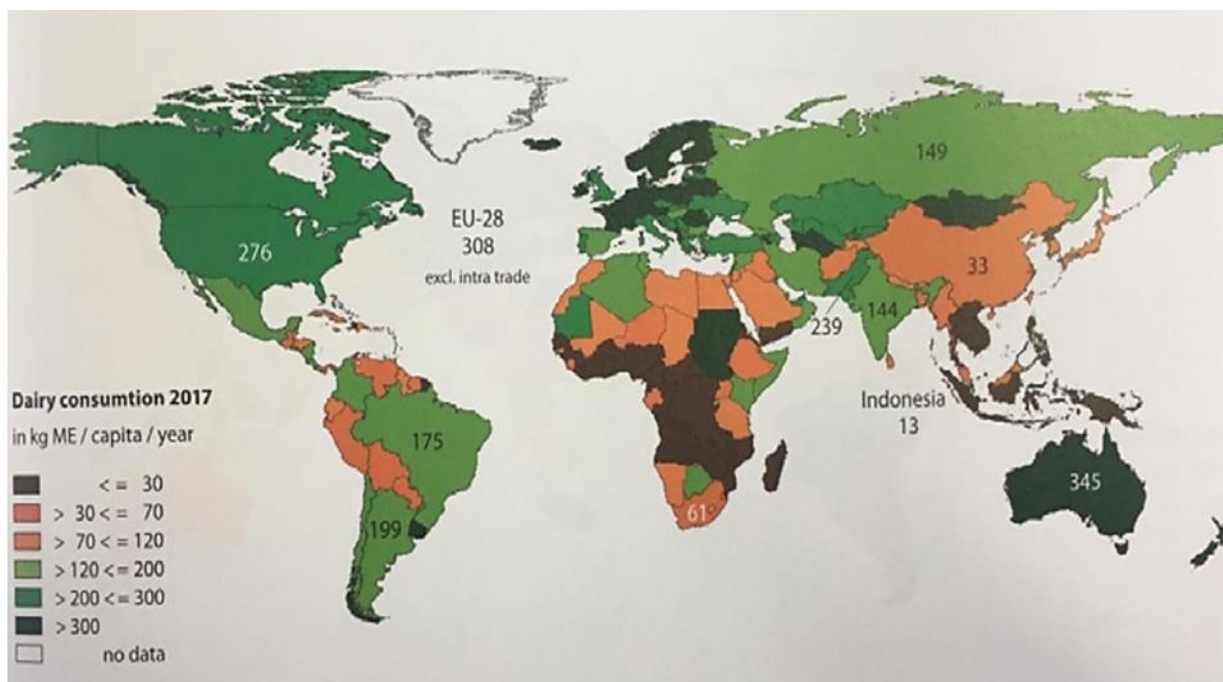 149
EU-28
308
excl. intra trade
276
33
144
239
Indonesia
13
175
345
61
199
Dairy consumtion 2017
in kg ME / capita / year
< = 30
> 30 < = 70
> 70 < = 120
> 120 < = 200
> 200 < = 300
> 300
no data